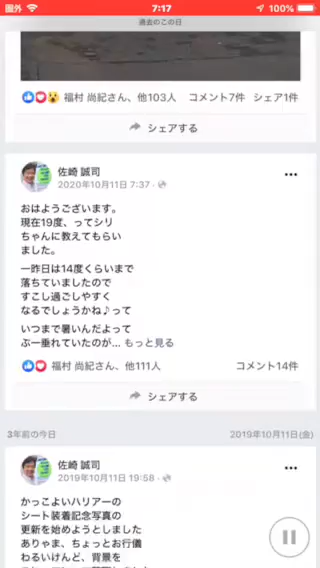 圏外 7:17 100%
過去のこの日
福村 尚紀さん、他103人 コメント7件 シェア1件
シェアする
佐崎 誠司
2020年10月11日 7:37
おはようございます。
現在19度、ってシリ
ちゃんに教えてもらい
ました。
一昨日は14度くらいまで
落ちていましたので
すこし過ごしやすく
なるでしょうかね♪って
いつまで暑いんだよって
ぶー垂れていたのが... もっと見る
福村 尚紀さん、他111人 コメント14件
シェアする
3年前の今日 2019年10月11日(金)
佐崎 誠司
2019年10月11日 19:58
かっこよいハリアーの
シート装着記念写真の
更新を始めようとしました
ありゃま、ちょっとお行儀
わるいけんど、背景を